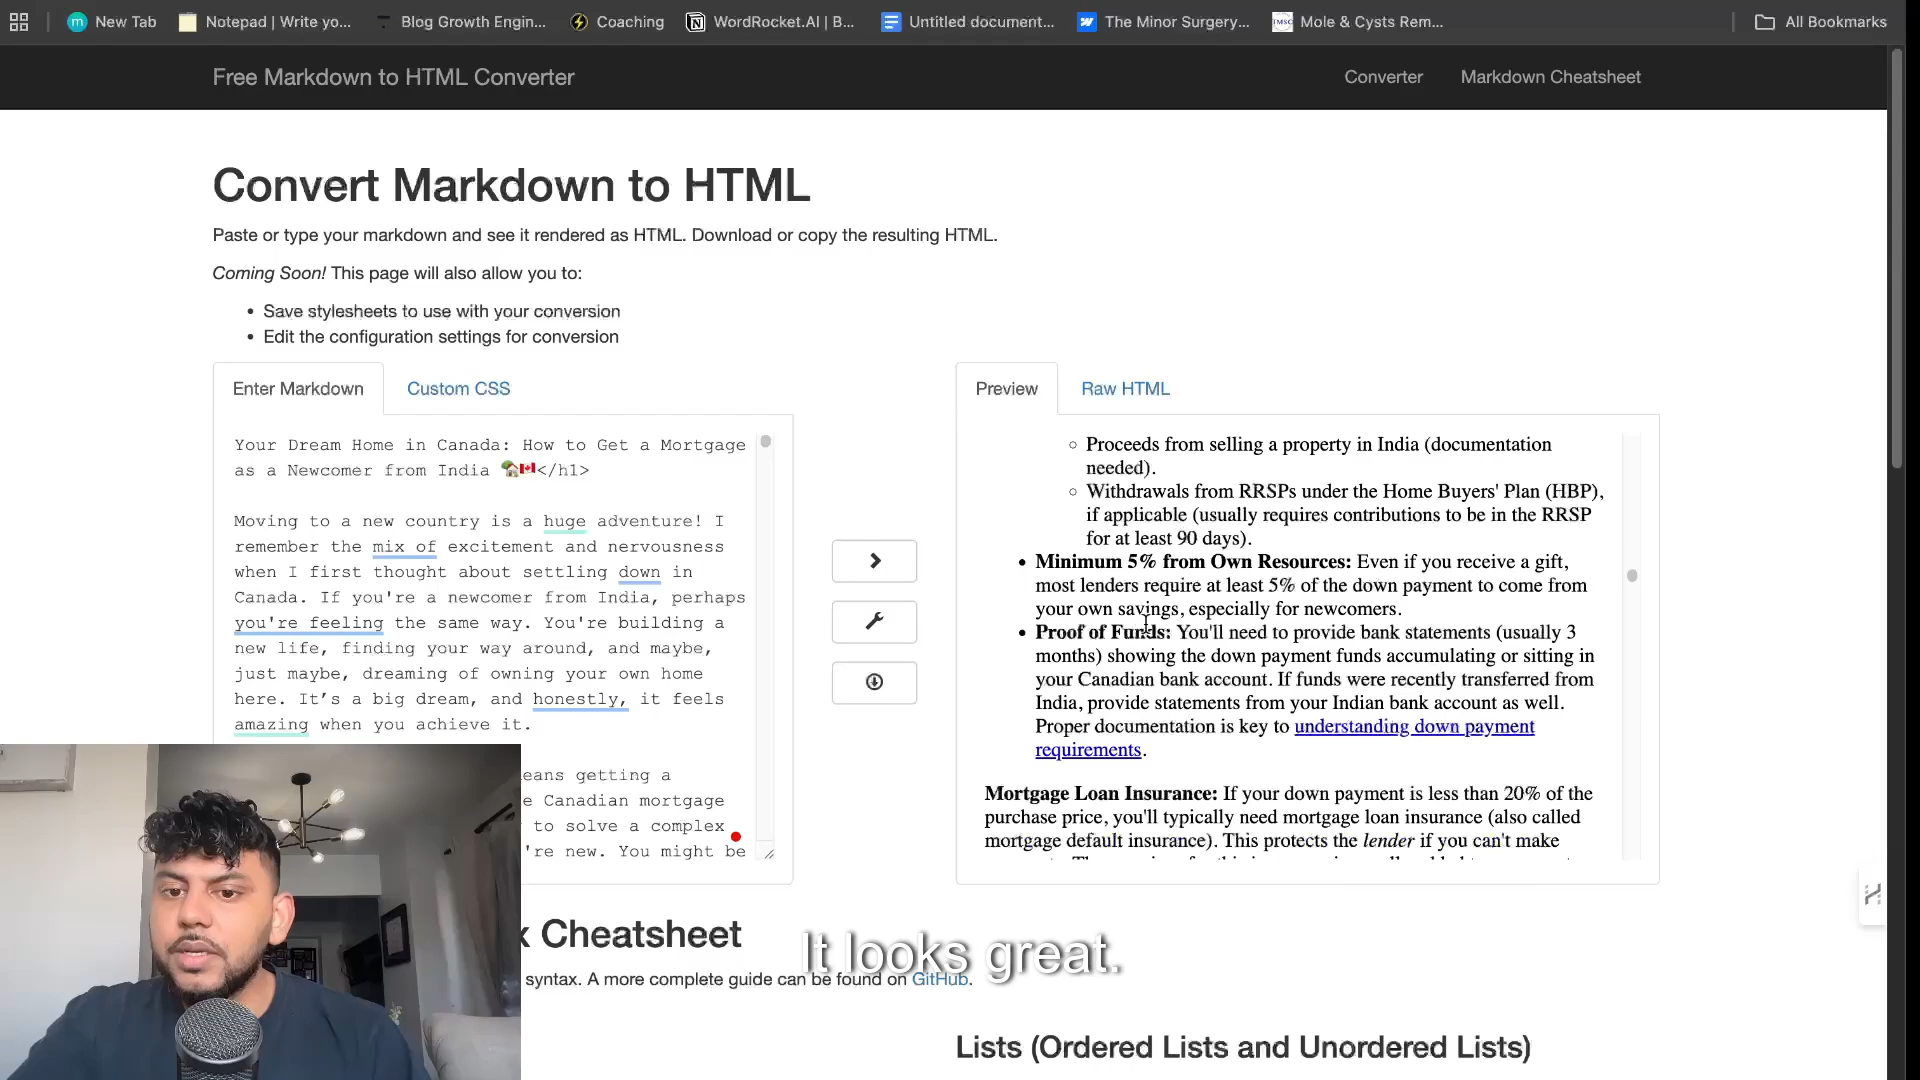 New Tab
Notepad | Write yo...
Blog Growth Engin...
Coaching
WordRocket.AI | B...
Untitled document...
The Minor Surgery...
TMSC
Mole & Cysts Rem...
All Bookmarks
Free Markdown to HTML Converter
Converter
Markdown Cheatsheet
Convert Markdown to HTML
Paste or type your markdown and see it rendered as HTML. Download or copy the resulting HTML.
Coming Soon! This page will also allow you to:
• Save stylesheets to use with your conversion
• Edit the configuration settings for conversion
Enter Markdown
Custom CSS
Your Dream Home in Canada: How to Get a Mortgage
as a Newcomer from India 🏡🇨🇦</h1>
Moving to a new country is a huge adventure! I
remember the mix of excitement and nervousness
when I first thought about settling down in
Canada. If you're a newcomer from India, perhaps
you're feeling the same way. You're building a
new life, finding your way around, and maybe,
just maybe, dreaming of owning your own home
here. It’s a big dream, and honestly, it feels
amazing when you achieve it.
eans getting a
e Canadian mortgage
to solve a complex
're new. You might be
Preview
Raw HTML
◦ Proceeds from selling a property in India (documentation
needed).
◦ Withdrawals from RRSPs under the Home Buyers' Plan (HBP),
if applicable (usually requires contributions to be in the RRSP
for at least 90 days).
• Minimum 5% from Own Resources: Even if you receive a gift,
most lenders require at least 5% of the down payment to come from
your own savings, especially for newcomers.
• Proof of Funds: You'll need to provide bank statements (usually 3
months) showing the down payment funds accumulating or sitting in
your Canadian bank account. If funds were recently transferred from
India, provide statements from your Indian bank account as well.
Proper documentation is key to understanding down payment
requirements.
Mortgage Loan Insurance: If your down payment is less than 20% of the
purchase price, you'll typically need mortgage loan insurance (also called
mortgage default insurance). This protects the lender if you can't make
x Cheatsheet
It looks great.
syntax. A more complete guide can be found on GitHub.
Lists (Ordered Lists and Unordered Lists)